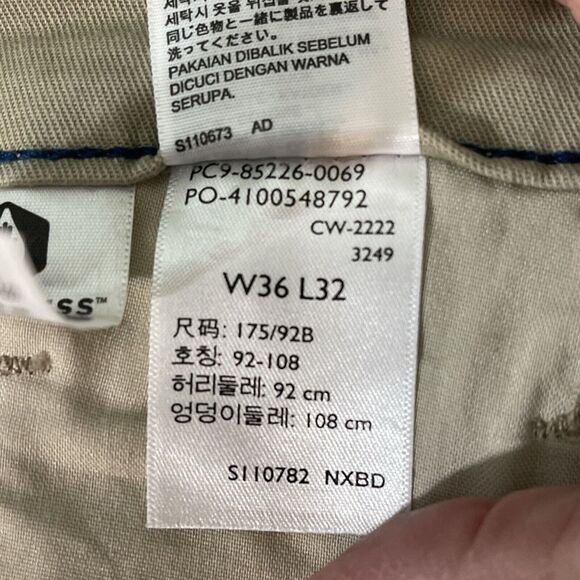 세탁시 옷을 뒤집을
同じ色物と一緒に製品を裏返して
洗ってください。
PAKAIAN DIBALIK SEBELUM
DICUCI DENGAN WARNA
SERUPA.
S110673 AD
PC9-85226-0069
PO-4100548792
CW-2222
3249
W36 L32
尺码: 175/92B
호칭: 92-108
허리둘레: 92 cm
엉덩이둘레: 108 cm
S110782 NXBD
SS™